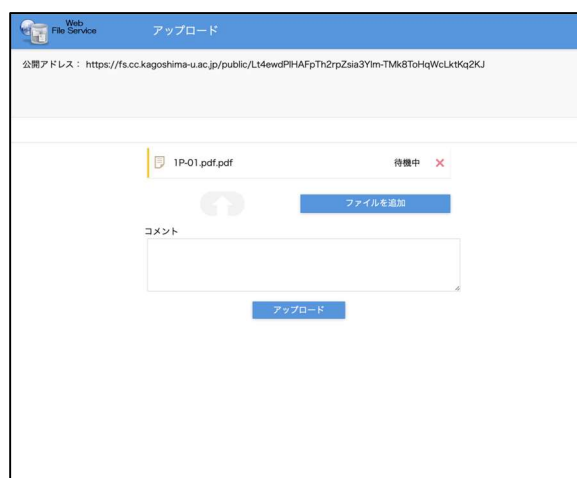 Web
File Service
アップロード
公開アドレス： https://fs.cc.kagoshima-u.ac.jp/public/Lt4ewdPlHAFpTh2rpZsia3Ylm-TMk8ToHqWcLktKq2KJ
1P-01.pdf.pdf 待機中
ファイルを追加
コメント
アップロード